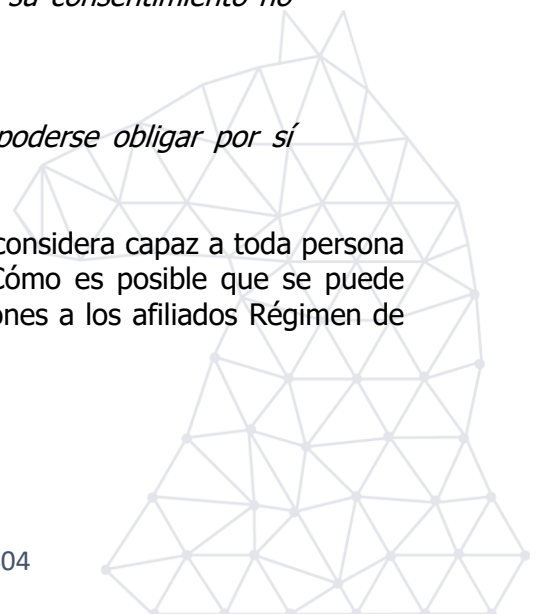 su consentimiento no
poderse obligar por sí
considera capaz a toda persona
Cómo es posible que se puede
ones a los afiliados Régimen de
04